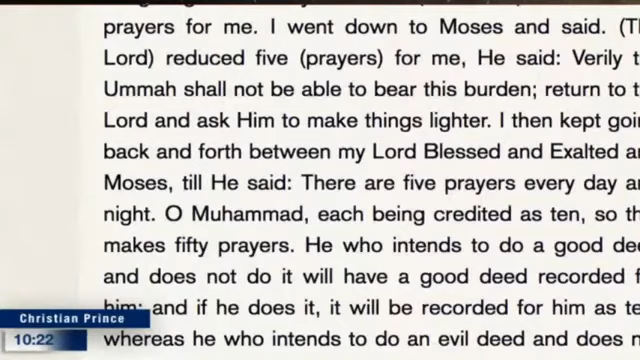 prayers for me. I went down to Moses and said.
Lord) reduced five (prayers) for me, He said: Verily
Ummah shall not be able to bear this burden; return to
Lord and ask Him to make things lighter. I then kept
back and forth between my Lord Blessed and Exalted
Moses, till He said: There are five prayers every day
night. O Muhammad, each being credited as ten, so
makes fifty prayers. He who intends to do a good
and does not do it will have a good deed recorded
him; and if he does it, it will be recorded for him as
whereas he who intends to do an evil deed and does
Christian Prince
10:22